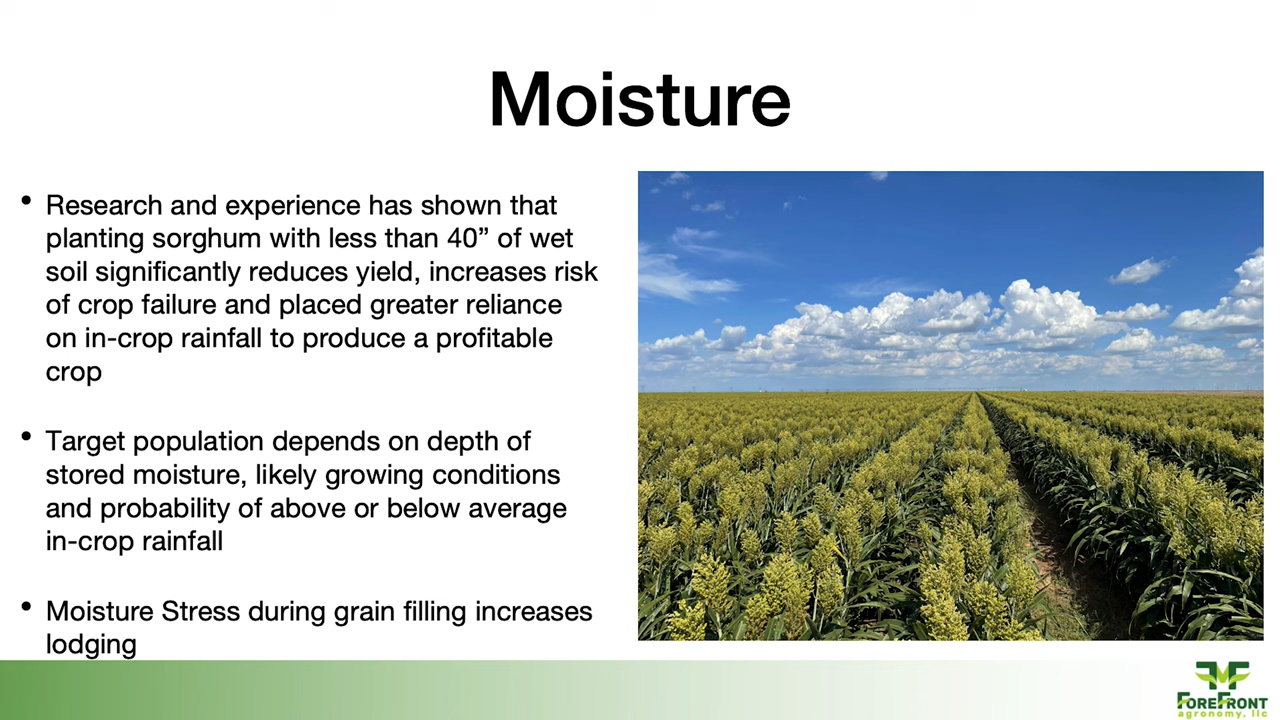 Moisture
• Research and experience has shown that
planting sorghum with less than 40” of wet
soil significantly reduces yield, increases risk
of crop failure and placed greater reliance
on in-crop rainfall to produce a profitable
crop
• Target population depends on depth of
stored moisture, likely growing conditions
and probability of above or below average
in-crop rainfall
• Moisture Stress during grain filling increases
lodging
FOREFRONT
agronomy, llc